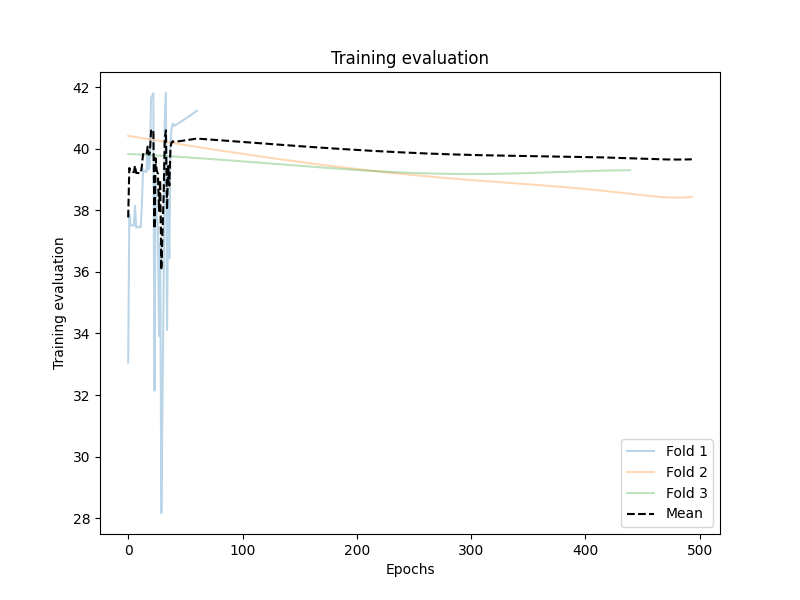 Training evaluation
42
40
38
36
34
32
30
28
Training evaluation
0 100 200 300 400 500
Epochs
Fold 1
Fold 2
Fold 3
Mean